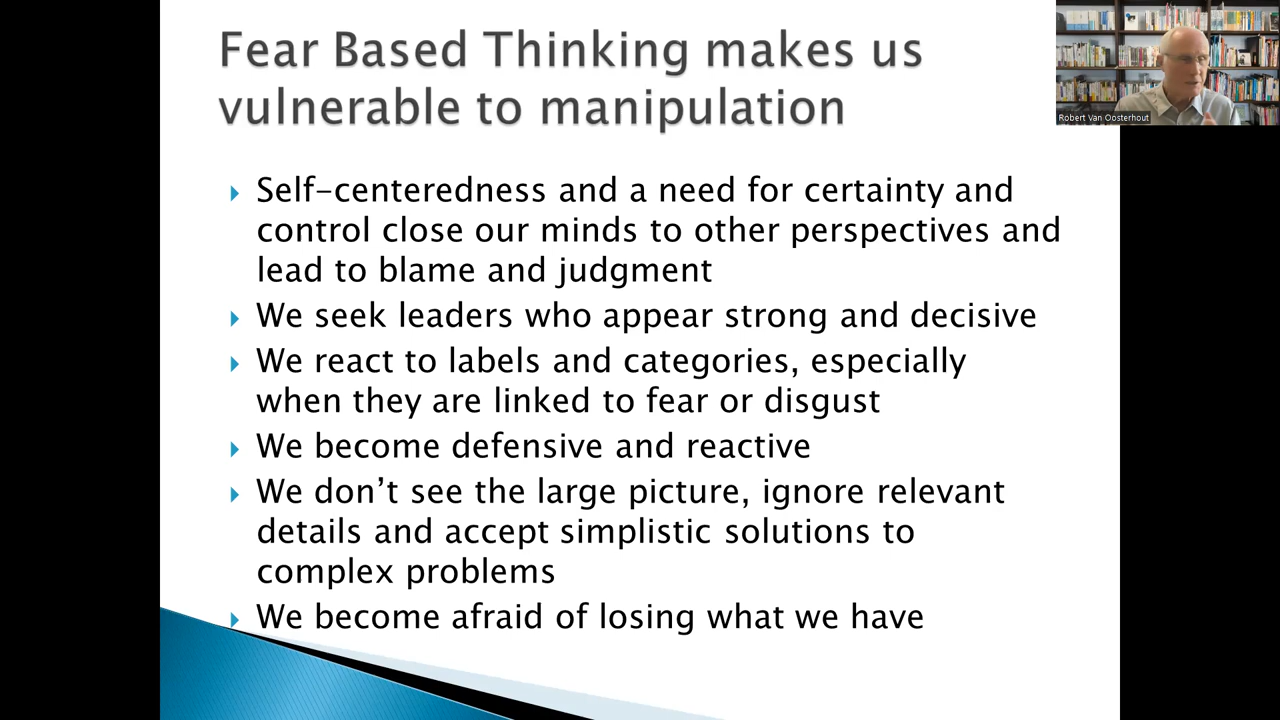 Fear Based Thinking makes us
vulnerable to manipulation
Self-centeredness and a need for certainty and
control close our minds to other perspectives and
lead to blame and judgment
We seek leaders who appear strong and decisive
We react to labels and categories, especially
when they are linked to fear or disgust
We become defensive and reactive
We don’t see the large picture, ignore relevant
details and accept simplistic solutions to
complex problems
We become afraid of losing what we have
Robert Van Oosterhout